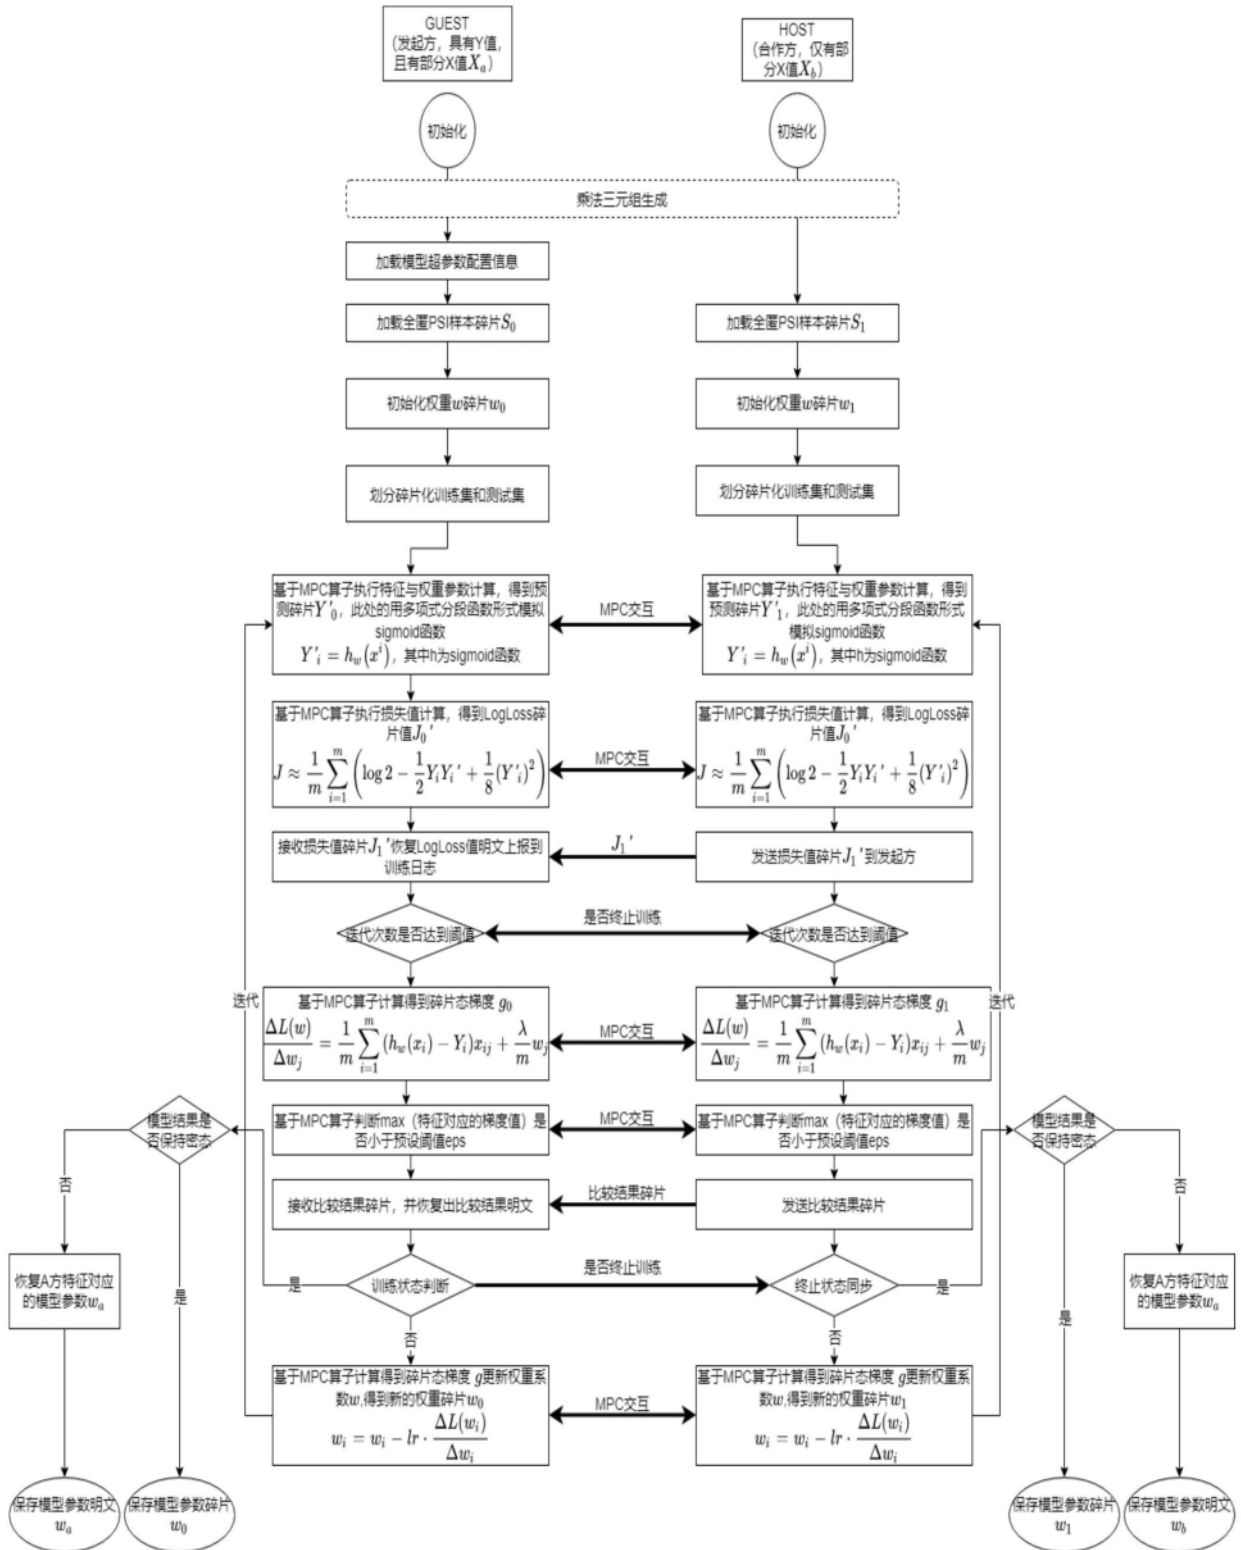 GUEST
(发起方，具有Y值，
且有部分X值X_a)
HOST
(合作方，仅有部
分X值X_b)
初始化
初始化
乘法三元组生成
加载模型超参数配置信息
加载全匿PSI样本碎片S_0
加载全匿PSI样本碎片S_1
初始化权重w碎片w_0
初始化权重w碎片w_1
划分碎片化训练集和测试集
划分碎片化训练集和测试集
基于MPC算子执行特征与权重参数计算，得到预
测碎片Y'_0，此处的用多项式分段函数形式模拟
sigmoid函数
Y'_i = h_w(x^i)，其中h为sigmoid函数
MPC交互
基于MPC算子执行特征与权重参数计算，得到
预测碎片Y'_1，此处的用多项式分段函数形式
模拟sigmoid函数
Y'_i = h_w(x^i)，其中h为sigmoid函数
基于MPC算子执行损失值计算，得到LogLoss碎
片值J_0'
J ≈ \frac{1}{m} \sum_{i=1}^{m} (log 2 − \frac{1}{2} Y_i Y_i' + \frac{1}{8} (Y'_i)^2)
MPC交互
基于MPC算子执行损失值计算，得到LogLoss碎
片值J_0'
J ≈ \frac{1}{m} \sum_{i=1}^{m} (log 2 − \frac{1}{2} Y_i Y_i' + \frac{1}{8} (Y'_i)^2)
接收损失值碎片J_1'恢复LogLoss值明文上报到
训练日志
J_1'
发送损失值碎片J_1'到发起方
迭代次数是否达到阈值
是否终止训练
迭代次数是否达到阈值
迭代
基于MPC算子计算得到碎片态梯度 g_0
\frac{ΔL(w)}{Δw_j} = \frac{1}{m} \sum_{i=1}^{m} (h_w(x_i) − Y_i)x_{ij} + \frac{λ}{m} w_j
MPC交互
基于MPC算子计算得到碎片态梯度 g_1
\frac{ΔL(w)}{Δw_j} = \frac{1}{m} \sum_{i=1}^{m} (h_w(x_i) − Y_i)x_{ij} + \frac{λ}{m} w_j
迭代
模型结果是
否保持密态
基于MPC算子判断max（特征对应的梯度值）是
否小于预设阈值eps
MPC交互
基于MPC算子判断max（特征对应的梯度值）是
否小于预设阈值eps
模型结果是
否保持密态
否
接收比较结果碎片，并恢复出比较结果明文
比较结果碎片
发送比较结果碎片
否
恢复A方特征对应
的模型参数w_a
是
是
训练状态判断
是否终止训练
终止状态同步
是
是
恢复A方特征对应
的模型参数w_a
否
否
基于MPC算子计算得到碎片态梯度 g更新权重系
数w,得到新的权重碎片w_0
w_i = w_i − lr · \frac{ΔL(w_i)}{Δw_i}
MPC交互
基于MPC算子计算得到碎片态梯度 g更新权重系
数w,得到新的权重碎片w_1
w_i = w_i − lr · \frac{ΔL(w_i)}{Δw_i}
保存模型参数明文
w_a
保存模型参数碎片
w_0
保存模型参数碎片
w_1
保存模型参数明文
w_b